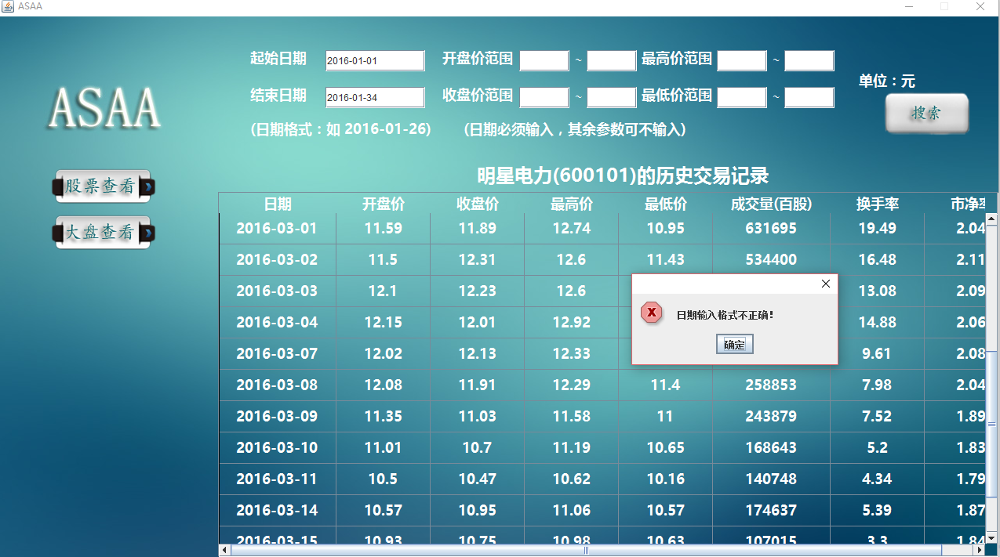 ASAA
起始日期 2016-01-01 开盘价范围 ~ 最高价范围 ~
单位：元
结束日期 2016-01-34 收盘价范围 ~ 最低价范围 ~
搜索
(日期格式：如 2016-01-26) (日期必须输入，其余参数可不输入)
ASAA
股票查看
大盘查看
明星电力(600101)的历史交易记录
日期 开盘价 收盘价 最高价 最低价 成交量(百股) 换手率 市净率
2016-03-01 11.59 11.89 12.74 10.95 631695 19.49 2.04
2016-03-02 11.5 12.31 12.6 11.43 534400 16.48 2.11
2016-03-03 12.1 12.23 12.6 13.08 2.09
2016-03-04 12.15 12.01 12.92 14.88 2.06
2016-03-07 12.02 12.13 12.33 9.61 2.08
2016-03-08 12.08 11.91 12.29 11.4 258853 7.98 2.04
2016-03-09 11.35 11.03 11.58 11 243879 7.52 1.89
2016-03-10 11.01 10.7 11.19 10.65 168643 5.2 1.83
2016-03-11 10.5 10.47 10.62 10.16 140748 4.34 1.79
2016-03-14 10.57 10.95 11.06 10.57 174637 5.39 1.87
2016-03-15 10.93 10.75 10.98 10.63 107015 3.3 1.84
日期输入格式不正确！
确定